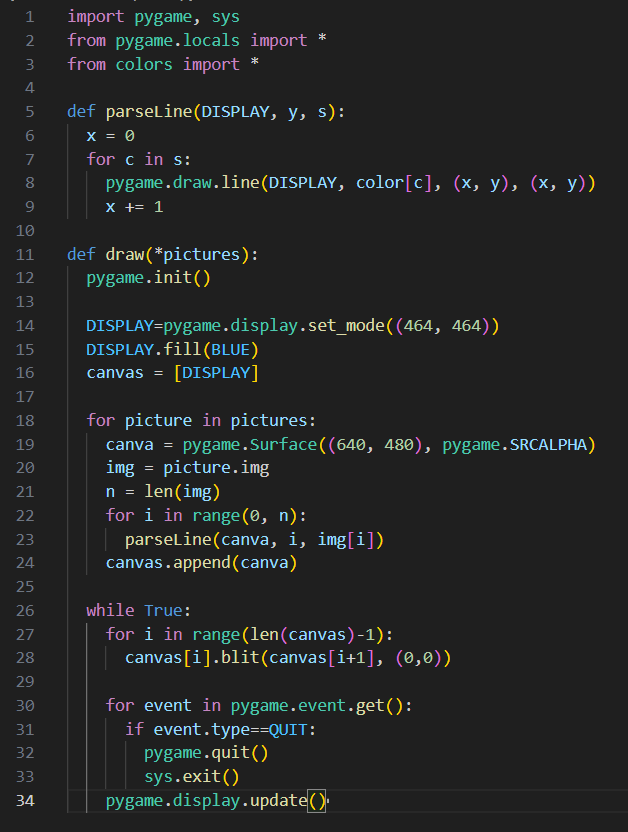 1 import pygame, sys
2 from pygame.locals import *
3 from colors import *
4
5 def parseLine(DISPLAY, y, s):
6   x = 0
7   for c in s:
8     pygame.draw.line(DISPLAY, color[c], (x, y), (x, y))
9     x += 1
10
11 def draw(*pictures):
12   pygame.init()
13
14   DISPLAY=pygame.display.set_mode((464, 464))
15   DISPLAY.fill(BLUE)
16   canvas = [DISPLAY]
17
18   for picture in pictures:
19     canva = pygame.Surface((640, 480), pygame.SRCALPHA)
20     img = picture.img
21     n = len(img)
22     for i in range(0, n):
23       parseLine(canva, i, img[i])
24     canvas.append(canva)
25
26   while True:
27     for i in range(len(canvas)-1):
28       canvas[i].blit(canvas[i+1], (0,0))
29
30     for event in pygame.event.get():
31       if event.type==QUIT:
32         pygame.quit()
33         sys.exit()
34     pygame.display.update()